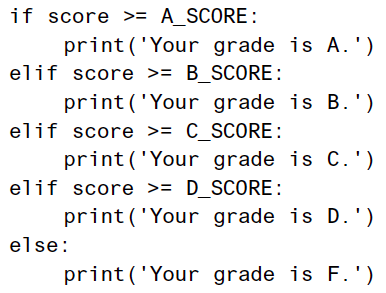 if score >= A_SCORE:
    print('Your grade is A.')
elif score >= B_SCORE:
    print('Your grade is B.')
elif score >= C_SCORE:
    print('Your grade is C.')
elif score >= D_SCORE:
    print('Your grade is D.')
else:
    print('Your grade is F.')